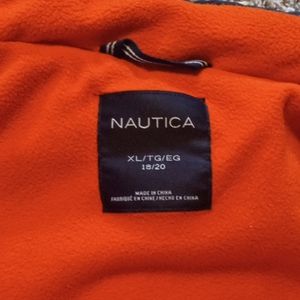 NAUTICA
XL/TG/EG
18/20
MADE IN CHINA
FABRIQUÉ EN CHINE/HECHO EN CHINA